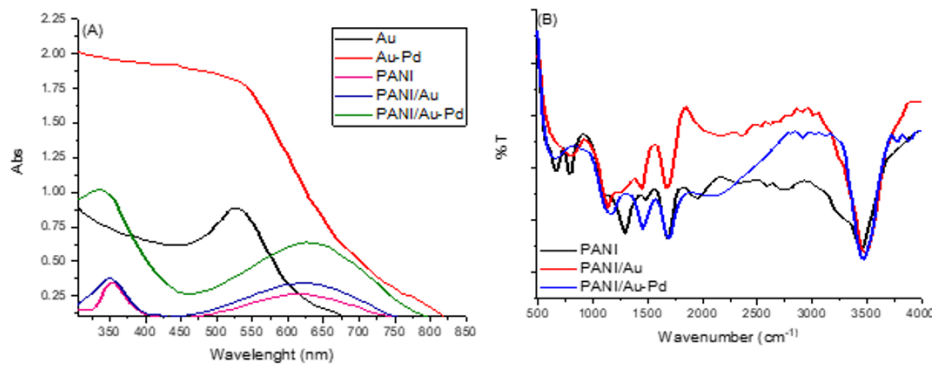 (A)
Abs
2.25
2.00
1.75
1.50
1.25
1.00
0.75
0.50
0.25
Au
Au-Pd
PANI
PANI/Au
PANI/Au-Pd
350 400 450 500 550 600 650 700 750 800 850
Wavelenght (nm)
(B)
%T
PANI
PANI/Au
PANI/Au-Pd
500 1000 1500 2000 2500 3000 3500 4000
Wavenumber (cm⁻¹)